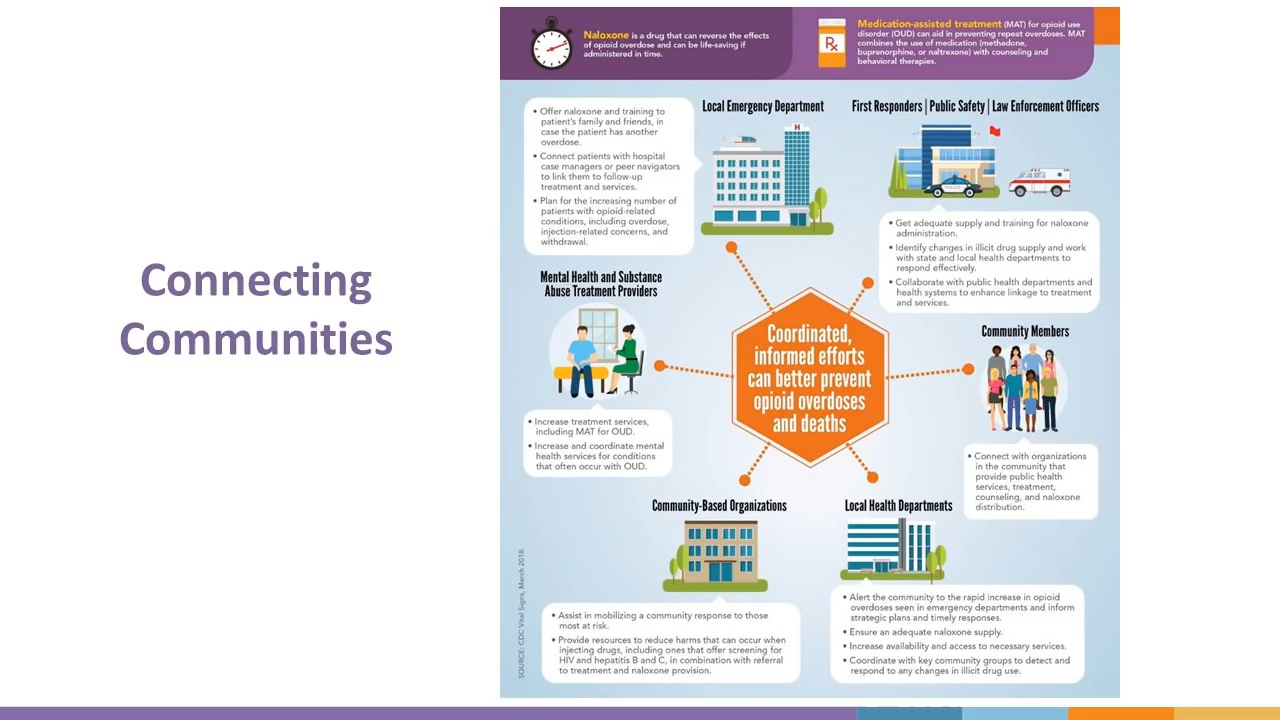 Connecting
Communities
Naloxone is a drug that can reverse the effects
of opioid overdose and can be life-saving if
administered in time.
Rx
Medication-assisted treatment (MAT) for opioid use
disorder (OUD) can aid in preventing repeat overdoses. MAT
combines the use of medication (methadone,
buprenorphine, or naltrexone) with counseling and
behavioral therapies.
Local Emergency Department
H
• Offer naloxone and training to
patient's family and friends, in
case the patient has another
overdose.
• Connect patients with hospital
case managers or peer navigators
to link them to follow-up
treatment and services.
• Plan for the increasing number of
patients with opioid-related
conditions, including overdose,
injection-related concerns, and
withdrawal.
First Responders | Public Safety | Law Enforcement Officers
POLICE
• Get adequate supply and training for naloxone
administration.
• Identify changes in illicit drug supply and work
with state and local health departments to
respond effectively.
• Collaborate with public health departments and
health systems to enhance linkage to treatment
and services.
Mental Health and Substance
Abuse Treatment Providers
• Increase treatment services,
including MAT for OUD.
• Increase and coordinate mental
health services for conditions
that often occur with OUD.
Coordinated,
informed efforts
can better prevent
opioid overdoses
and deaths
Community Members
• Connect with organizations
in the community that
provide public health
services, treatment,
counseling, and naloxone
distribution.
Community-Based Organizations
• Assist in mobilizing a community response to those
most at risk.
• Provide resources to reduce harms that can occur when
injecting drugs, including ones that offer screening for
HIV and hepatitis B and C, in combination with referral
to treatment and naloxone provision.
Local Health Departments
• Alert the community to the rapid increase in opioid
overdoses seen in emergency departments and inform
strategic plans and timely responses.
• Ensure an adequate naloxone supply.
• Increase availability and access to necessary services.
• Coordinate with key community groups to detect and
respond to any changes in illicit drug use.
SOURCE: CDC Vital Signs, March 2018.